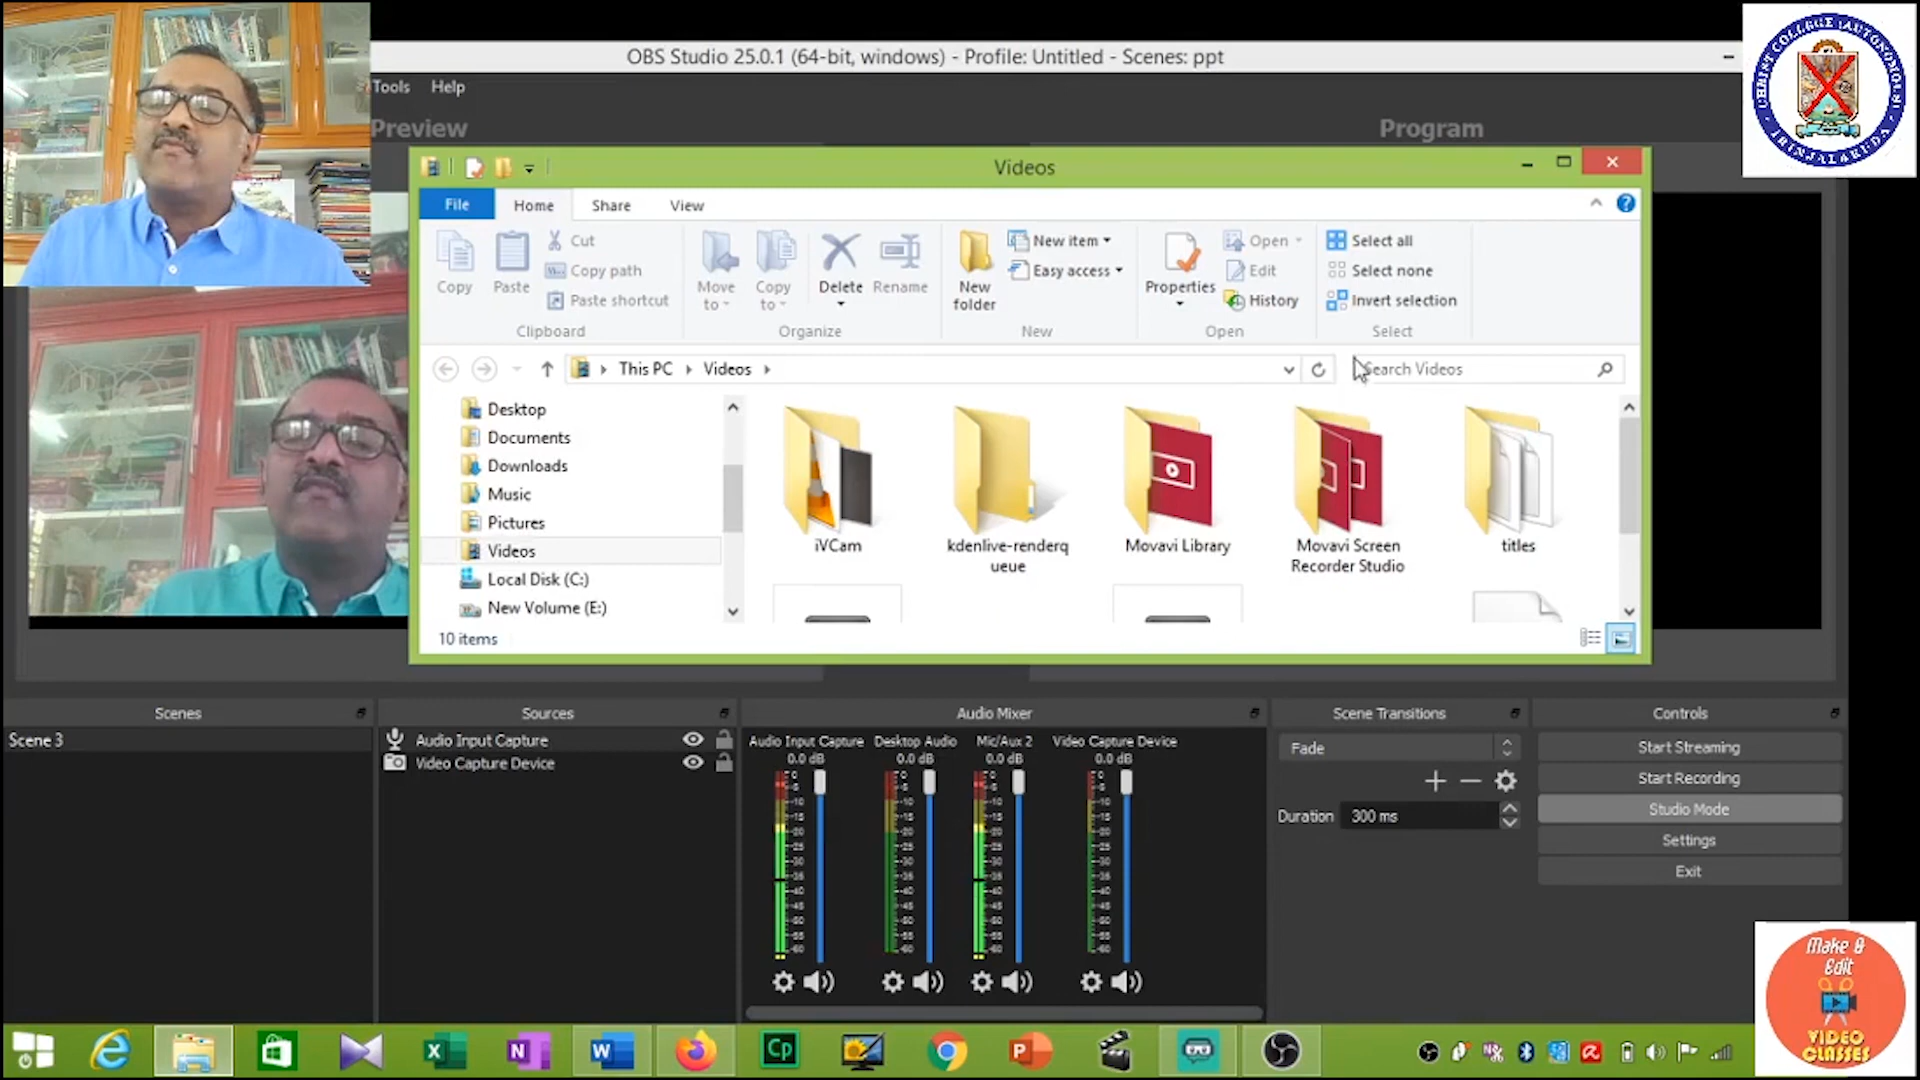 OBS Studio 25.0.1 (64-bit, windows) - Profile: Untitled - Scenes: ppt
Tools Help
Preview
Program
CHRIST COLLEGE (AUTONOMOUS)
IRINJALAKUDA
Videos
File Home Share View
Copy
Paste
Cut
Copy path
Paste shortcut
Clipboard
Move to
Copy to
Delete
Rename
Organize
New folder
New item
Easy access
New
Properties
Open
Edit
History
Open
Select all
Select none
Invert selection
Select
This PC Videos
Search Videos
Desktop
Documents
Downloads
Music
Pictures
Videos
Local Disk (C:)
New Volume (E:)
iVCam
kdenlive-renderq
ueue
Movavi Library
Movavi Screen
Recorder Studio
titles
10 items
Scenes
Scene 3
Sources
Audio Input Capture
Video Capture Device
Audio Mixer
Audio Input Capture Desktop Audio Mic/Aux 2 Video Capture Device
0.0 dB 0.0 dB 0.0 dB 0.0 dB
Scene Transitions
Fade
Duration 300 ms
Controls
Start Streaming
Start Recording
Studio Mode
Settings
Exit
Make &
Edit
VIDEO
CLASSES
Cp